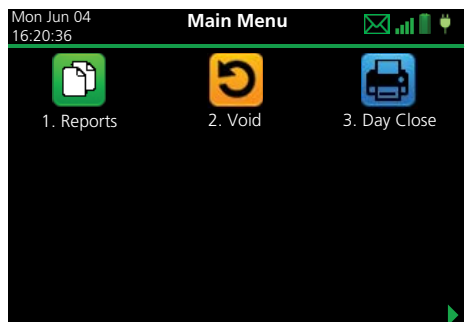 Mon Jun 04
16:20:36
Main Menu
1. Reports
2. Void
3. Day Close